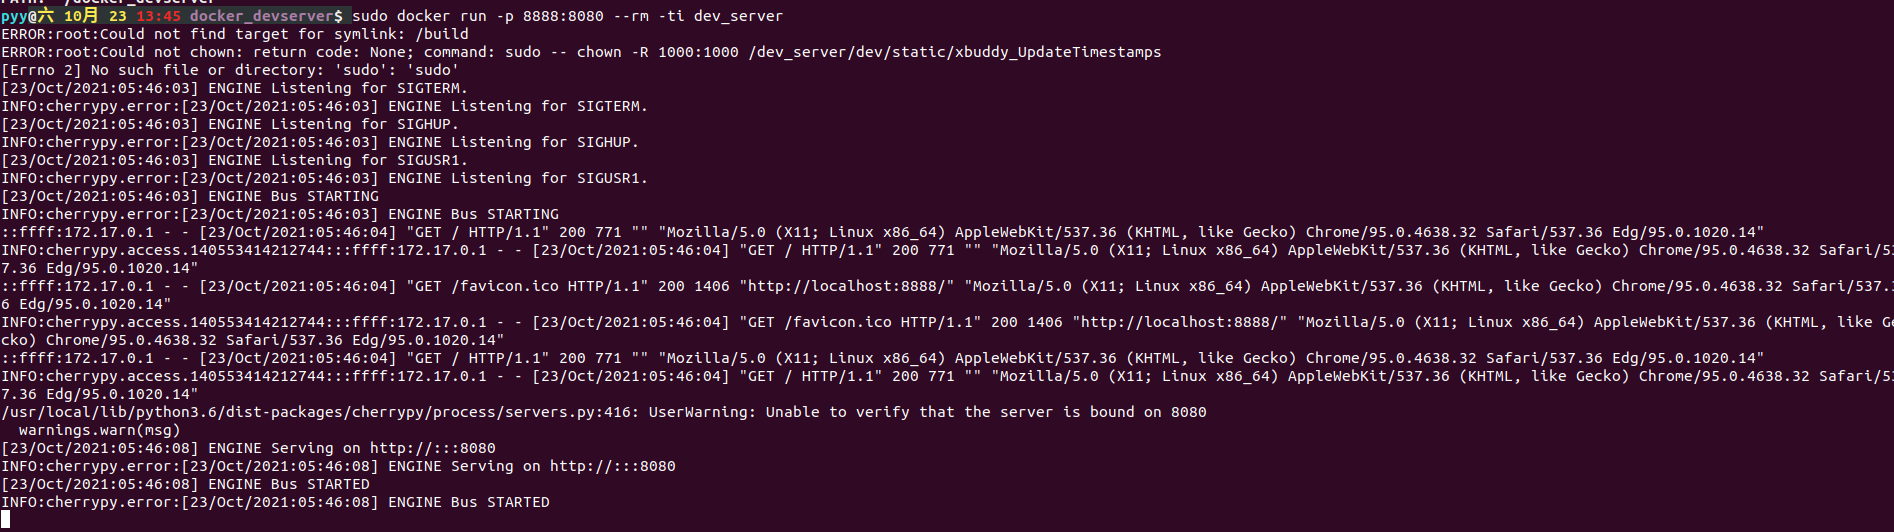 pyy@六 10月 23 13:45 docker_devserver$ sudo docker run -p 8888:8080 --rm -ti dev_server
ERROR:root:Could not find target for symlink: /build
ERROR:root:Could not chown: return code: None; command: sudo -- chown -R 1000:1000 /dev_server/dev/static/xbuddy_UpdateTimestamps
[Errno 2] No such file or directory: 'sudo': 'sudo'
[23/Oct/2021:05:46:03] ENGINE Listening for SIGTERM.
INFO:cherrypy.error:[23/Oct/2021:05:46:03] ENGINE Listening for SIGTERM.
[23/Oct/2021:05:46:03] ENGINE Listening for SIGHUP.
INFO:cherrypy.error:[23/Oct/2021:05:46:03] ENGINE Listening for SIGHUP.
[23/Oct/2021:05:46:03] ENGINE Listening for SIGUSR1.
INFO:cherrypy.error:[23/Oct/2021:05:46:03] ENGINE Listening for SIGUSR1.
[23/Oct/2021:05:46:03] ENGINE Bus STARTING
INFO:cherrypy.error:[23/Oct/2021:05:46:03] ENGINE Bus STARTING
::ffff:172.17.0.1 - - [23/Oct/2021:05:46:04] "GET / HTTP/1.1" 200 771 "" "Mozilla/5.0 (X11; Linux x86_64) AppleWebKit/537.36 (KHTML, like Gecko) Chrome/95.0.4638.32 Safari/537.36 Edg/95.0.1020.14"
INFO:cherrypy.access.140553414212744:::ffff:172.17.0.1 - - [23/Oct/2021:05:46:04] "GET / HTTP/1.1" 200 771 "" "Mozilla/5.0 (X11; Linux x86_64) AppleWebKit/537.36 (KHTML, like Gecko) Chrome/95.0.4638.32 Safari/53
7.36 Edg/95.0.1020.14"
::ffff:172.17.0.1 - - [23/Oct/2021:05:46:04] "GET /favicon.ico HTTP/1.1" 200 1406 "http://localhost:8888/" "Mozilla/5.0 (X11; Linux x86_64) AppleWebKit/537.36 (KHTML, like Gecko) Chrome/95.0.4638.32 Safari/537.3
6 Edg/95.0.1020.14"
INFO:cherrypy.access.140553414212744:::ffff:172.17.0.1 - - [23/Oct/2021:05:46:04] "GET /favicon.ico HTTP/1.1" 200 1406 "http://localhost:8888/" "Mozilla/5.0 (X11; Linux x86_64) AppleWebKit/537.36 (KHTML, like Ge
cko) Chrome/95.0.4638.32 Safari/537.36 Edg/95.0.1020.14"
::ffff:172.17.0.1 - - [23/Oct/2021:05:46:04] "GET / HTTP/1.1" 200 771 "" "Mozilla/5.0 (X11; Linux x86_64) AppleWebKit/537.36 (KHTML, like Gecko) Chrome/95.0.4638.32 Safari/537.36 Edg/95.0.1020.14"
INFO:cherrypy.access.140553414212744:::ffff:172.17.0.1 - - [23/Oct/2021:05:46:04] "GET / HTTP/1.1" 200 771 "" "Mozilla/5.0 (X11; Linux x86_64) AppleWebKit/537.36 (KHTML, like Gecko) Chrome/95.0.4638.32 Safari/53
7.36 Edg/95.0.1020.14"
/usr/local/lib/python3.6/dist-packages/cherrypy/process/servers.py:416: UserWarning: Unable to verify that the server is bound on 8080
  warnings.warn(msg)
[23/Oct/2021:05:46:08] ENGINE Serving on http://:::8080
INFO:cherrypy.error:[23/Oct/2021:05:46:08] ENGINE Serving on http://:::8080
[23/Oct/2021:05:46:08] ENGINE Bus STARTED
INFO:cherrypy.error:[23/Oct/2021:05:46:08] ENGINE Bus STARTED